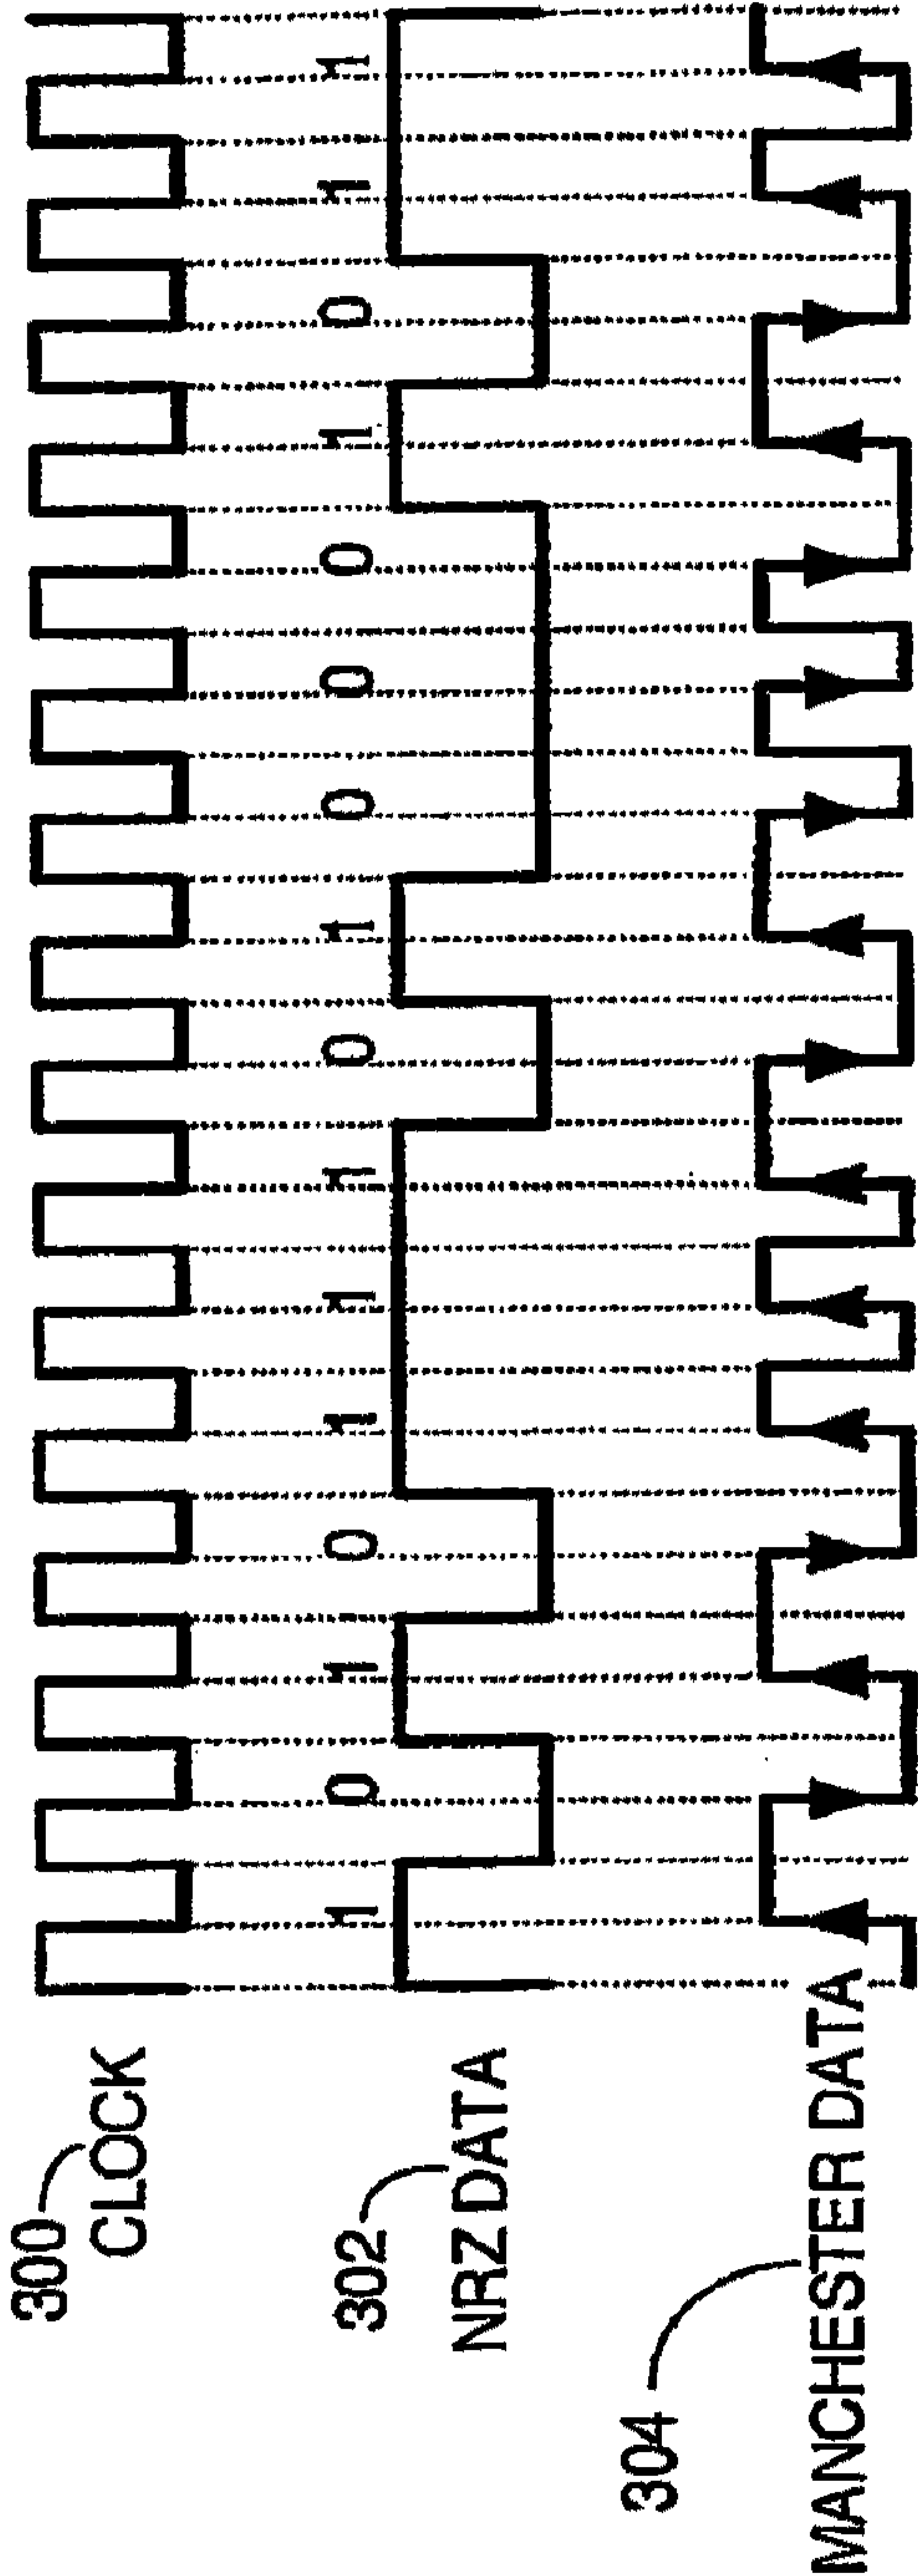 300
CLOCK
302 1 0 1 0 1 1 1 0 1 0 0 0 1 0 1 1
NRZ DATA
304
MANCHESTER DATA